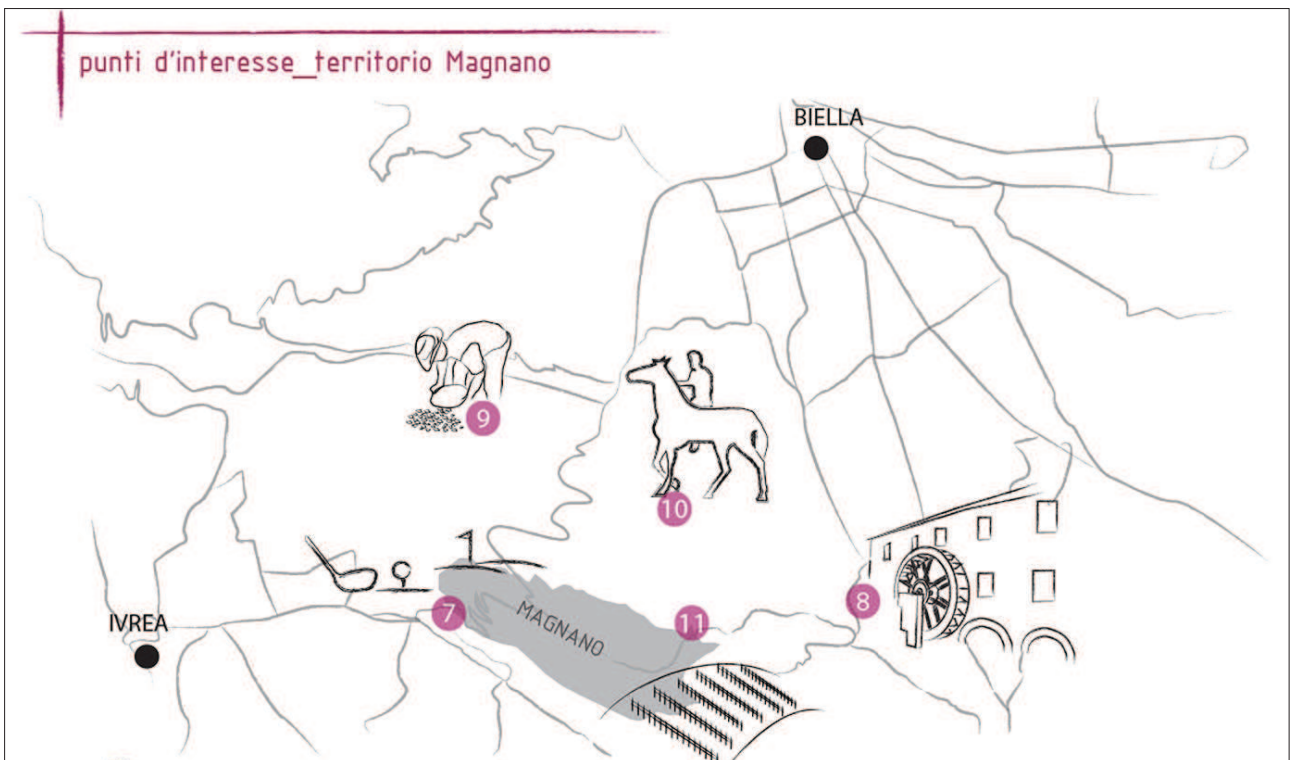 punti d'interesse_territorio Magnano
BIELLA
9
10
8
7
MAGNANO
11
IVREA